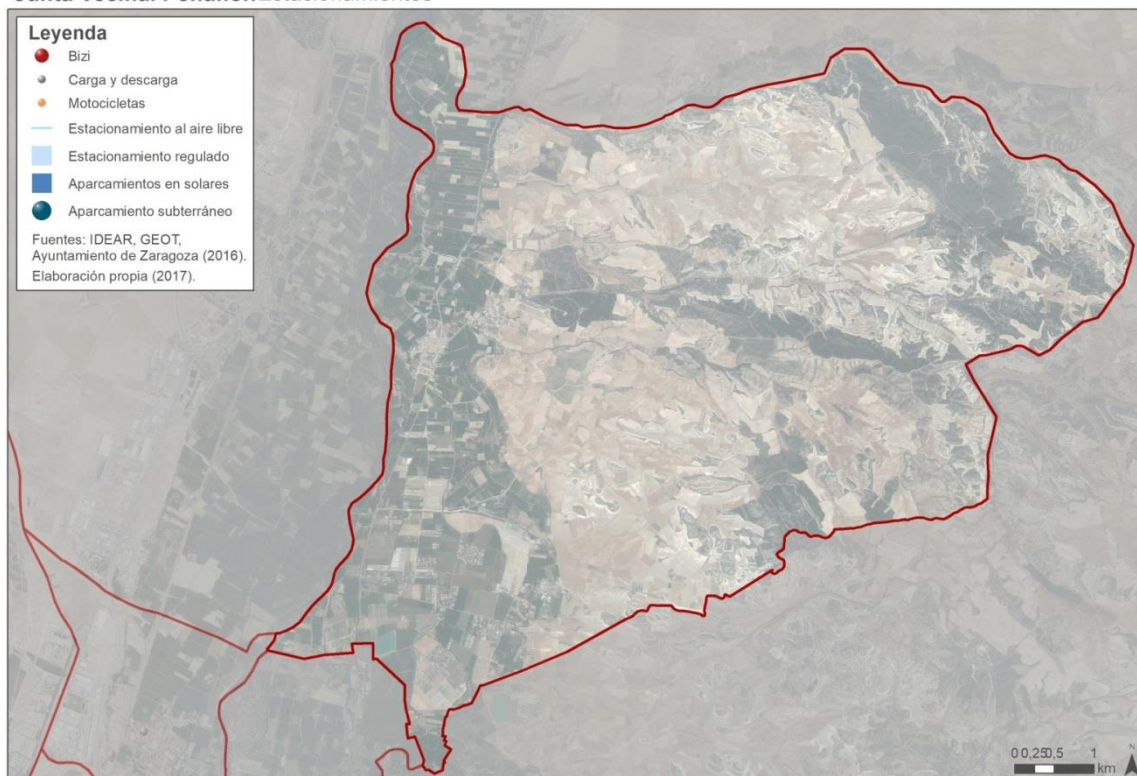 Leyenda
Bizi
Carga y descarga
Motocicletas
Estacionamiento al aire libre
Estacionamiento regulado
Aparcamientos en solares
Aparcamiento subterráneo
Fuentes: IDEAR, GEOT,
Ayuntamiento de Zaragoza (2016).
Elaboración propia (2017).
N
0 0,25 0,5 1
km